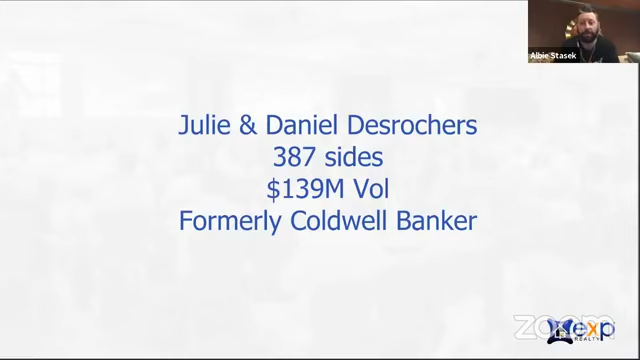 Albie Stasek
Julie & Daniel Desrochers
387 sides
$139M Vol
Formerly Coldwell Banker
zoom
exp
REALTY